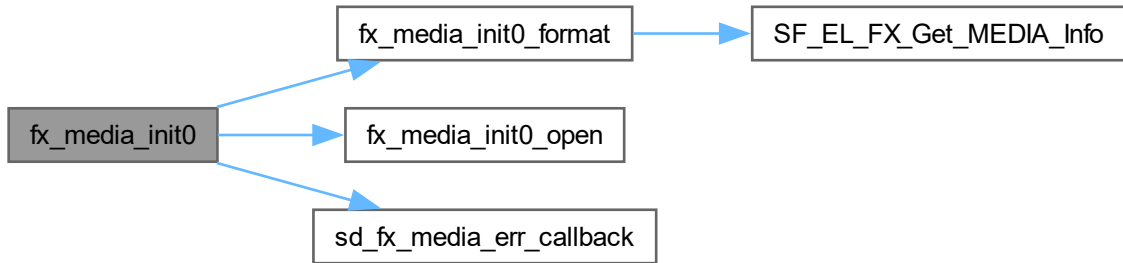 fx_media_init0_format
SF_EL_FX_Get_MEDIA_Info
fx_media_init0
fx_media_init0_open
sd_fx_media_err_callback